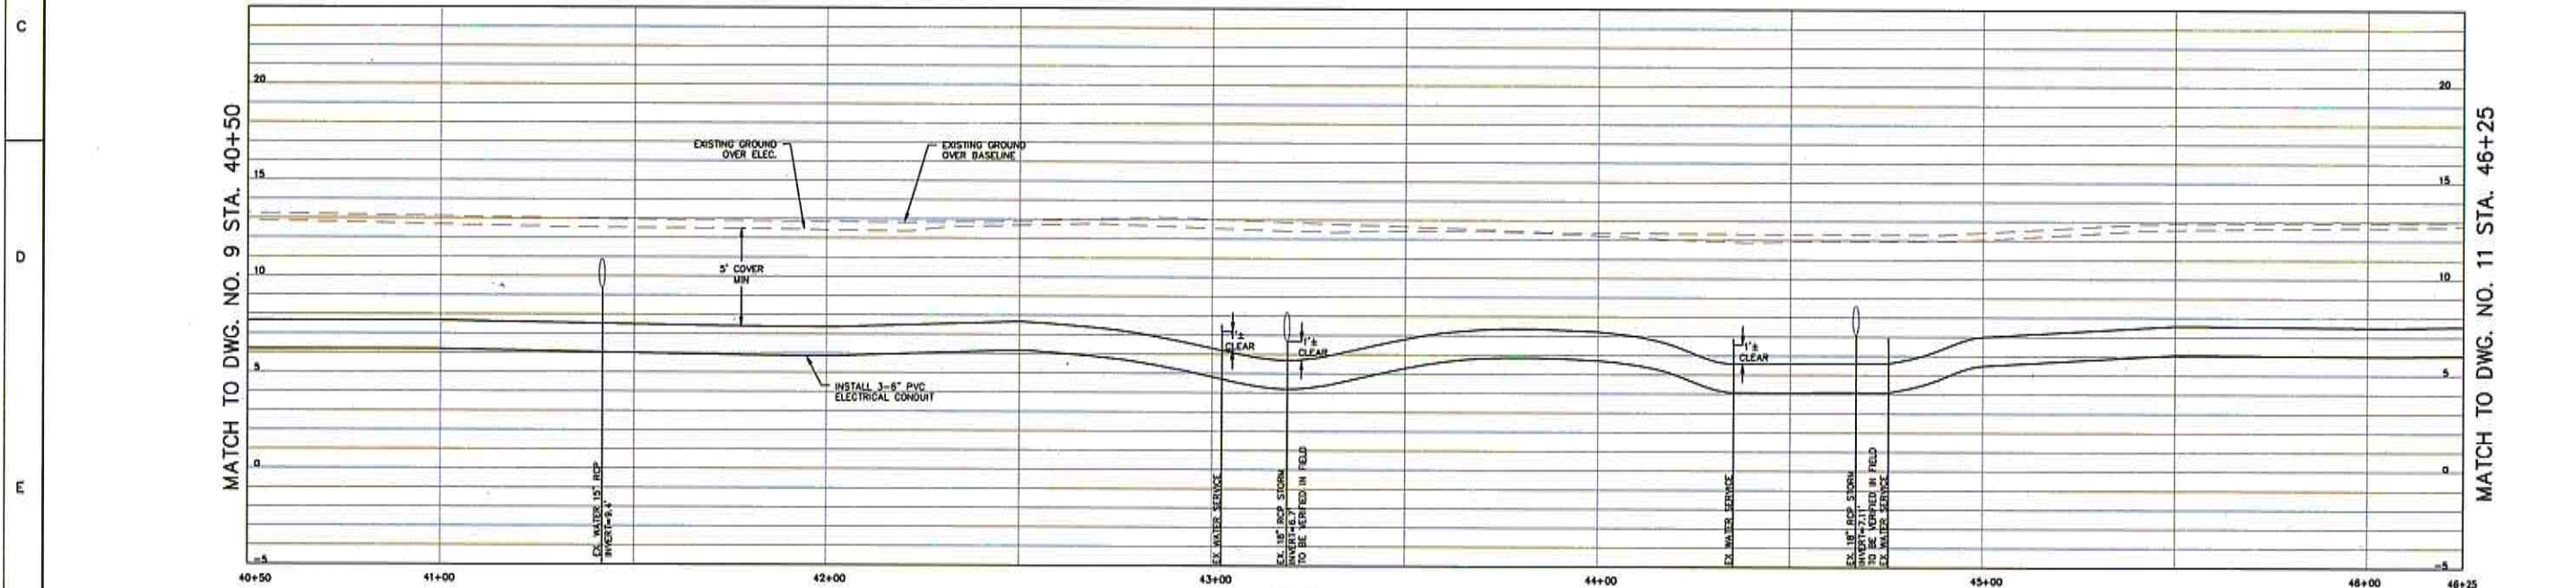 C
D
E
MATCH TO DWG. NO. 9 STA. 40+50
20
15
10
5
0
-5
EXISTING GROUND
OVER ELEC.
EXISTING GROUND
OVER BASELINE
5' COVER
MIN
INSTALL 3-6" PVC
ELECTRICAL CONDUIT
1'±
CLEAR
1'±
CLEAR
1'±
CLEAR
EX WATER 15" RCP
INVERT=9.4'
EX WATER SERVICE
EX. 18" RCP STORM
INVERT=6.7'
TO BE VERIFIED IN FIELD
EX WATER SERVICE
EX. 18" RCP STORM
INVERT=7.11'
TO BE VERIFIED IN FIELD
EX WATER SERVICE
20
15
10
5
0
-5
MATCH TO DWG. NO. 11 STA. 46+25
40+50
41+00
42+00
43+00
44+00
45+00
46+00
46+25